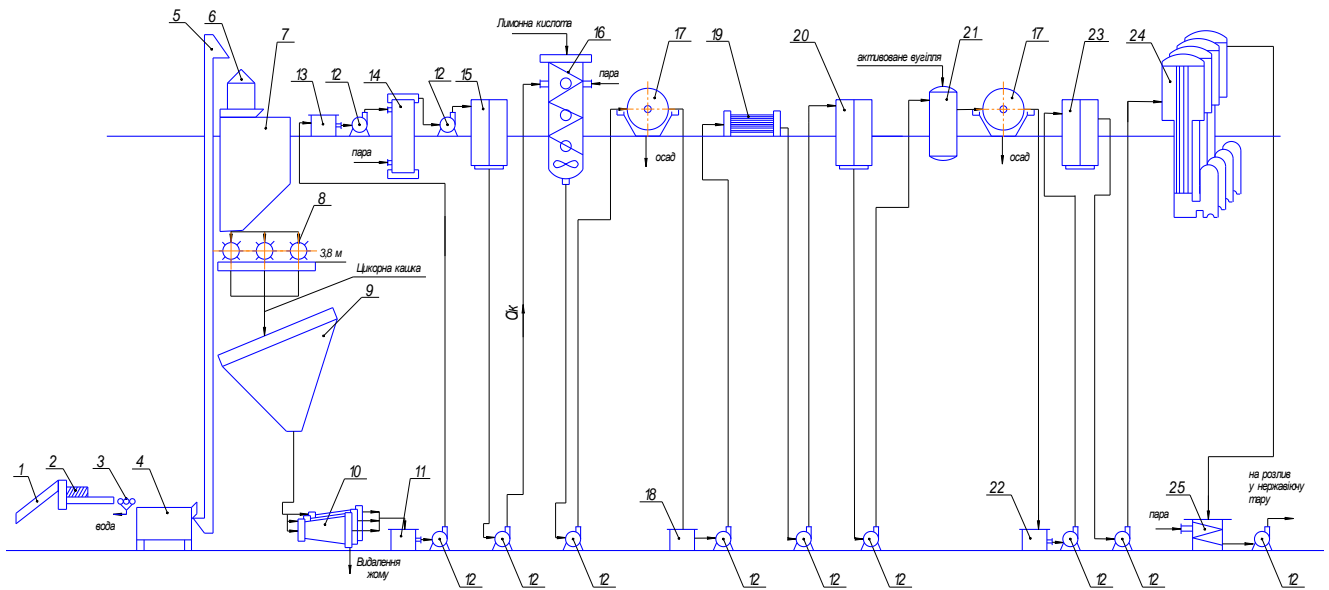 5
6
7
13
12
14
12
15
Лимонна кислота
16
17
19
20
активоване вугілля
21
17
23
24
пара
пара
осад
осад
8
3,8 м
Цикорна кашка
9
Сік
1
2
3
4
вода
10
11
Видалення
жому
12
12
12
18
12
12
12
22
12
12
пара
25
на розлив
у нержавіючу
тару
12